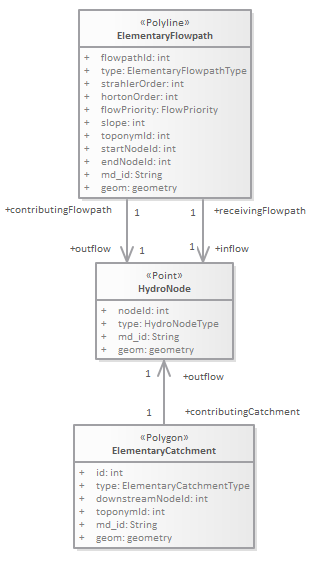 «Polyline»
ElementaryFlowpath
+ flowpathId: int
+ type: ElementaryFlowpathType
+ strahlerOrder: int
+ hortonOrder: int
+ flowPriority: FlowPriority
+ slope: int
+ toponymId: int
+ startNodeId: int
+ endNodeId: int
+ md_id: String
+ geom: geometry
+contributingFlowpath 1 1 +receivingFlowpath
+outflow 1 1 +inflow
«Point»
HydroNode
+ nodeId: int
+ type: HydroNodeType
+ md_id: String
+ geom: geometry
1 +outflow
1 +contributingCatchment
«Polygon»
ElementaryCatchment
+ id: int
+ type: ElementaryCatchmentType
+ downstreamNodeId: int
+ toponymId: int
+ md_id: String
+ geom: geometry